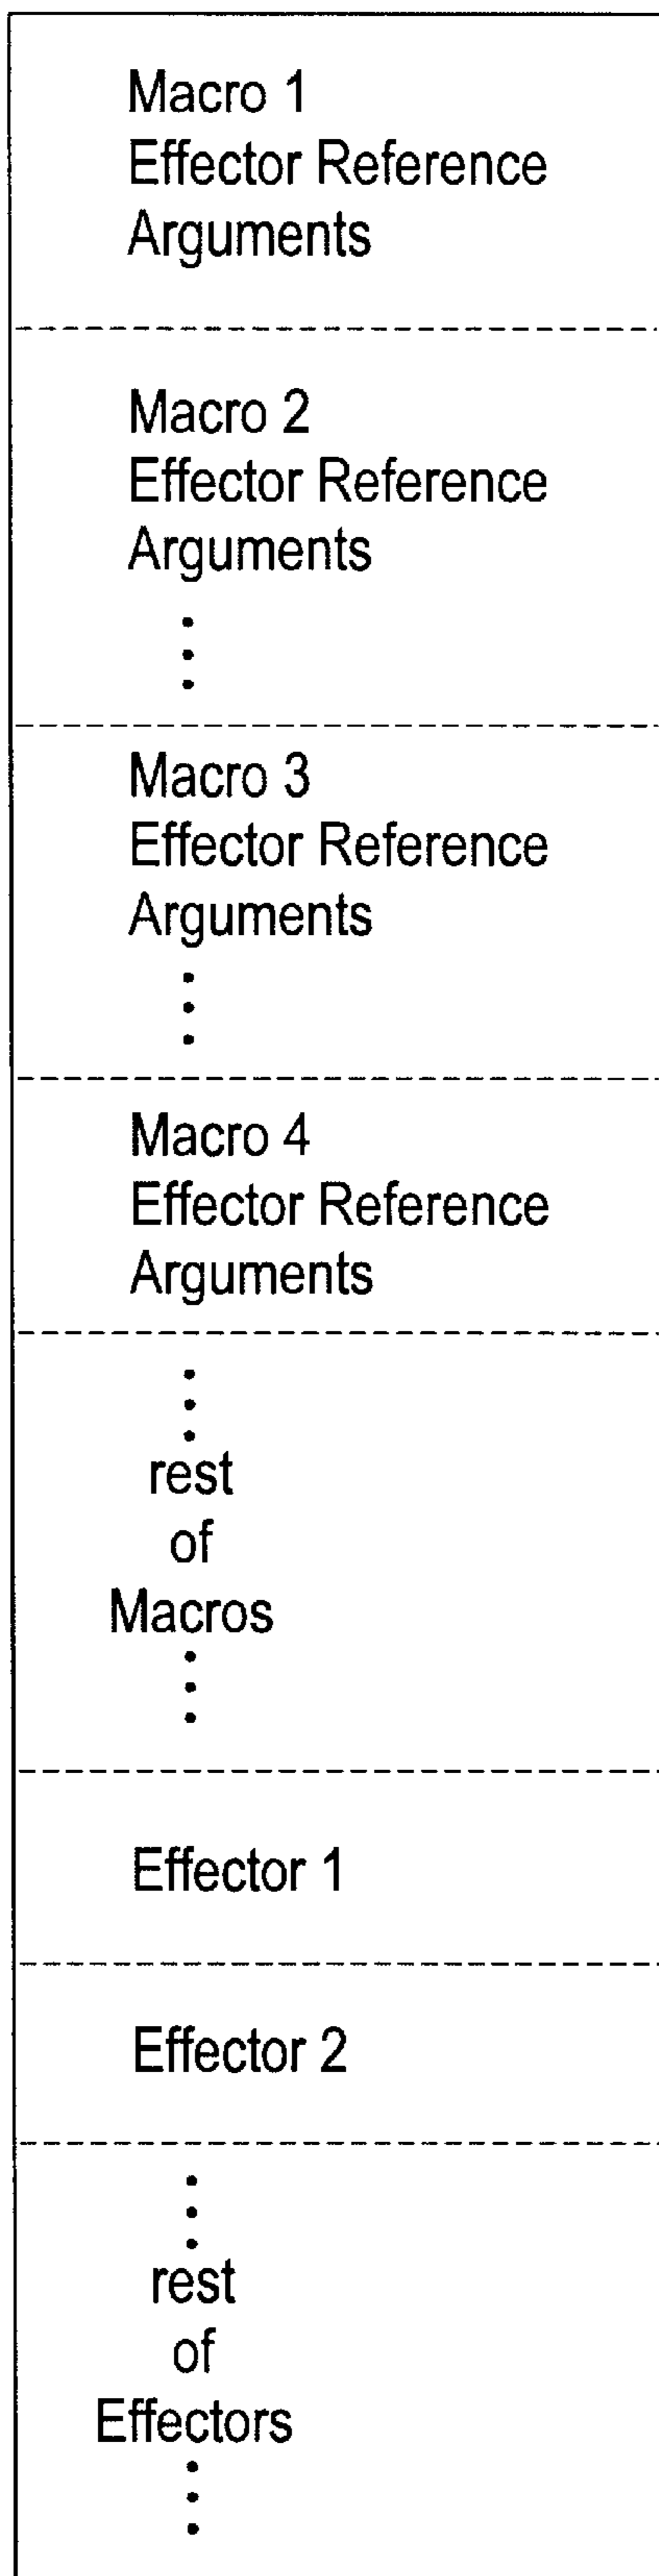 Macro 1
Effector Reference
Arguments
Macro 2
Effector Reference
Arguments
Macro 3
Effector Reference
Arguments
Macro 4
Effector Reference
Arguments
rest
of
Macros
Effector 1
Effector 2
rest
of
Effectors